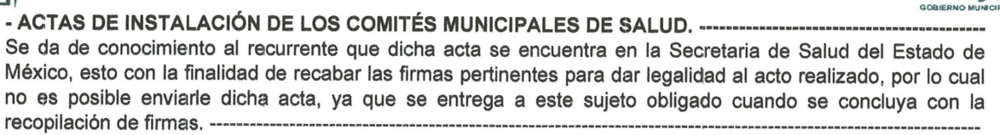 GOBIERNO MUNICIP
- ACTAS DE INSTALACIÓN DE LOS COMITÉS MUNICIPALES DE SALUD. ------------------------------------------
Se da de conocimiento al recurrente que dicha acta se encuentra en la Secretaria de Salud del Estado de
México, esto con la finalidad de recabar las firmas pertinentes para dar legalidad al acto realizado, por lo cual
no es posible enviarle dicha acta, ya que se entrega a este sujeto obligado cuando se concluya con la
recopilación de firmas. ------------------------------------------------------------------------------------------------------------------